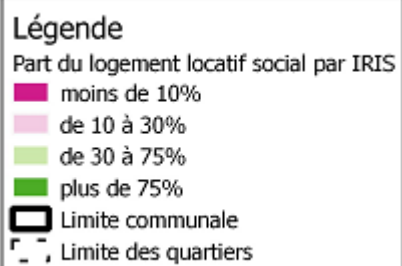 Légende
Part du logement locatif social par IRIS
moins de 10%
de 10 à 30%
de 30 à 75%
plus de 75%
Limite communale
Limite des quartiers